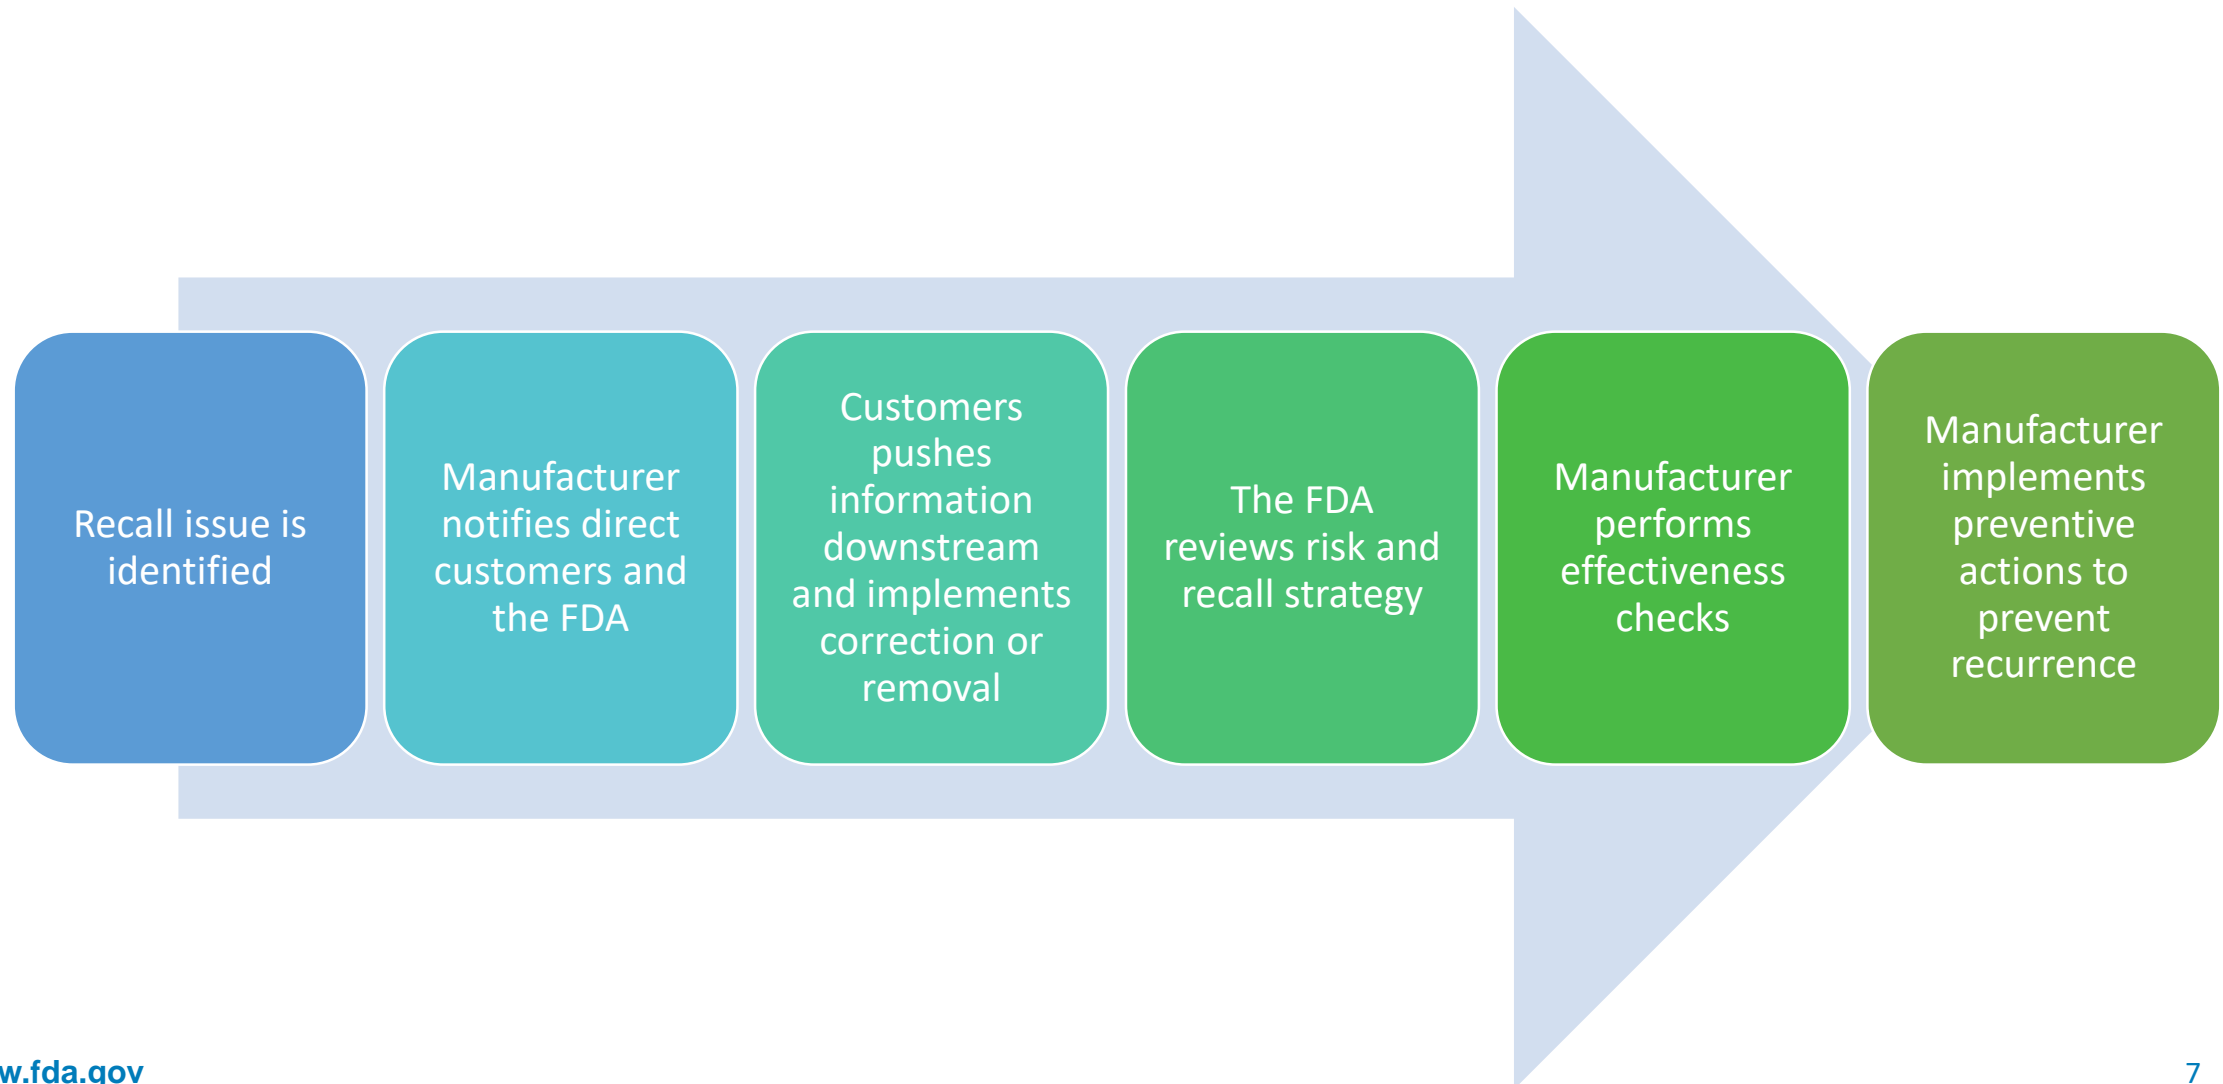 Recall issue is
identified
Manufacturer
notifies direct
customers and
the FDA
Customers
pushes
information
downstream
and implements
correction or
removal
The FDA
reviews risk and
recall strategy
Manufacturer
performs
effectiveness
checks
Manufacturer
implements
preventive
actions to
prevent
recurrence
w.fda.gov
7